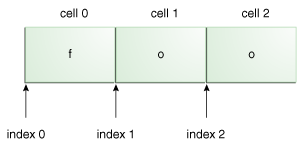 cell 0 cell 1 cell 2
f o o
index 0 index 1 index 2